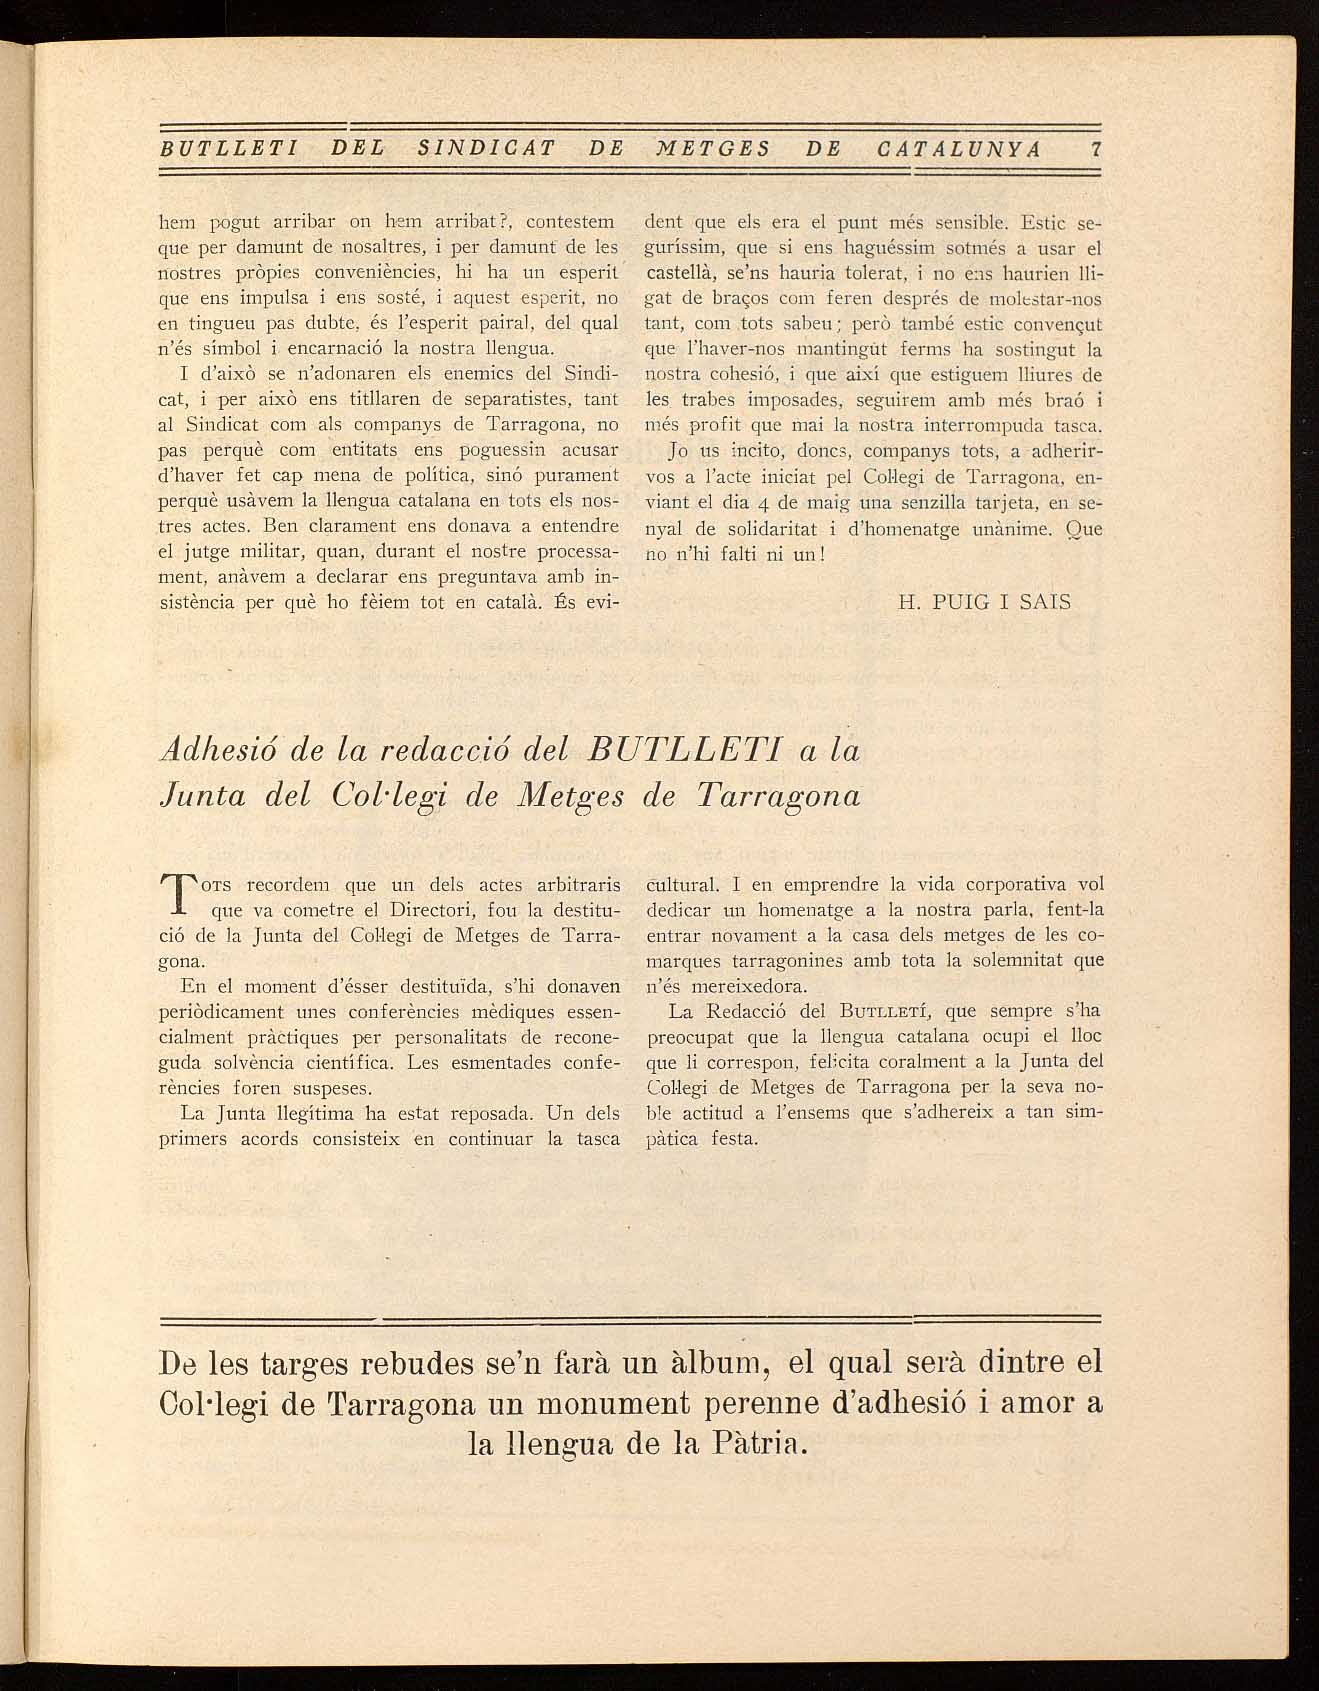 BUTLLETI DEL SINDICAT DE METGES DE CATALUNYA 7
hem pogut arribar on hem arribat?, contestem
que per damunt de nosaltres, i per damunt de les
nostres pròpies conveniències, hi ha un esperit
que ens impulsa i ens sosté, i aquest esperit, no
en tingueu pas dubte, és l'esperit pairal, del qual
n'és símbol i encarnació la nostra llengua.
I d'això se n'adonaren els enemics del Sindi-
cat, i per això ens titllaren de separatistes, tant
al Sindicat com als companys de Tarragona, no
pas perquè com entitats ens poguessin acusar
d'haver fet cap mena de política, sinó purament
perquè usàvem la llengua catalana en tots els nos-
tres actes. Ben clarament ens donava a entendre
el jutge militar, quan, durant el nostre processa-
ment, anàvem a declarar ens preguntava amb in-
sistència per què ho fèiem tot en català. És evi-
dent que els era el punt més sensible. Estic se-
guríssim, que si ens haguéssim sotmés a usar el
castellà, se'ns hauria tolerat, i no ens haurien lli-
gat de braços com feren després de molestar-nos
tant, com tots sabeu; però també estic convençut
que l'haver-nos mantingut ferms ha sostingut la
nostra cohesió, i que així que estiguem lliures de
les trabes imposades, seguirem amb més braó i
més profit que mai la nostra interrompuda tasca.
Jo us incito, doncs, companys tots, a adherir-
vos a l'acte iniciat pel Col·legi de Tarragona, en-
viant el dia 4 de maig una senzilla tarjeta, en se-
nyal de solidaritat i d'homenatge unànime. Que
no n'hi falti ni un!
H. PUIG I SAIS
Adhesió de la redacció del BUTLLETI a la
Junta del Col·legi de Metges de Tarragona
TOTS recordem que un dels actes arbitraris
que va cometre el Directori, fou la destitu-
ció de la Junta del Col·legi de Metges de Tarra-
gona.
En el moment d'ésser destituïda, s'hi donaven
periòdicament unes conferències mèdiques essen-
cialment pràctiques per personalitats de recone-
guda solvència científica. Les esmentades confe-
rències foren suspeses.
La Junta llegítima ha estat reposada. Un dels
primers acords consisteix en continuar la tasca
cultural. I en emprendre la vida corporativa vol
dedicar un homenatge a la nostra parla, fent-la
entrar novament a la casa dels metges de les co-
marques tarragonines amb tota la solemnitat que
n'és mereixedora.
La Redacció del BUTLLETÍ, que sempre s'ha
preocupat que la llengua catalana ocupi el lloc
que li correspon, felicita coralment a la Junta del
Col·legi de Metges de Tarragona per la seva no-
ble actitud a l'ensems que s'adhereix a tan sim-
pàtica festa.
De les targes rebudes se'n farà un àlbum, el qual serà dintre el
Col·legi de Tarragona un monument perenne d'adhesió i amor a
la llengua de la Pàtria.